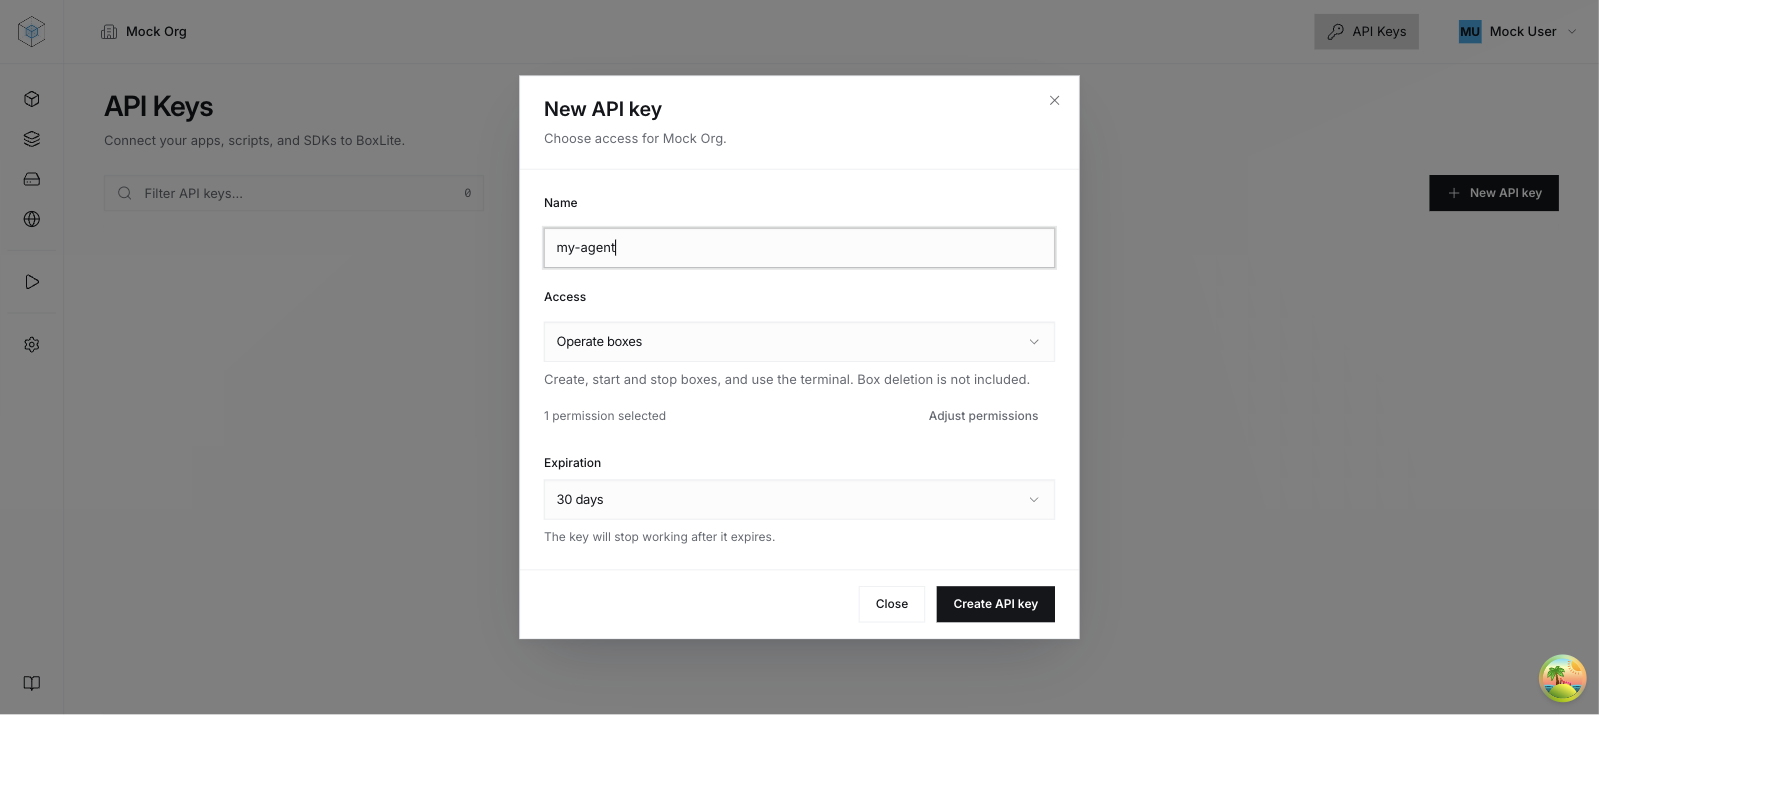 Mock Org
API Keys
MU Mock User
API Keys
Connect your apps, scripts, and SDKs to BoxLite.
Filter API keys... 0
New API key
New API key
Choose access for Mock Org.
Name
my-agent
Access
Operate boxes
Create, start and stop boxes, and use the terminal. Box deletion is not included.
1 permission selected Adjust permissions
Expiration
30 days
The key will stop working after it expires.
Close Create API key